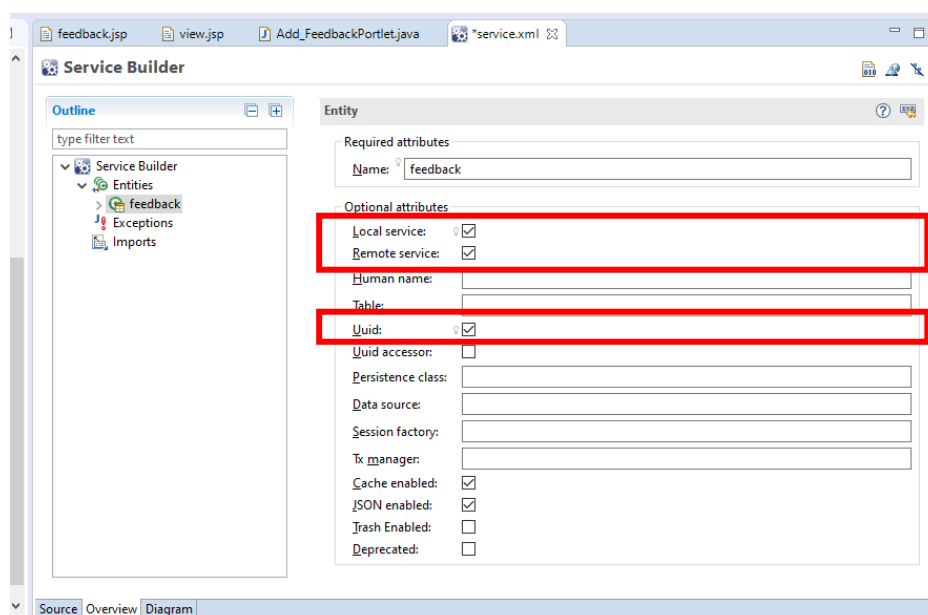 feedback.jsp view.jsp Add_FeedbackPortlet.java *service.xml
Service Builder
Outline
type filter text
Service Builder
Entities
feedback
Exceptions
Imports
Entity
Required attributes
Name: feedback
Optional attributes
Local service:
Remote service:
Human name:
Table:
Uuid:
Uuid accessor:
Persistence class:
Data source:
Session factory:
Tx manager:
Cache enabled:
JSON enabled:
Trash Enabled:
Deprecated:
Source Overview Diagram